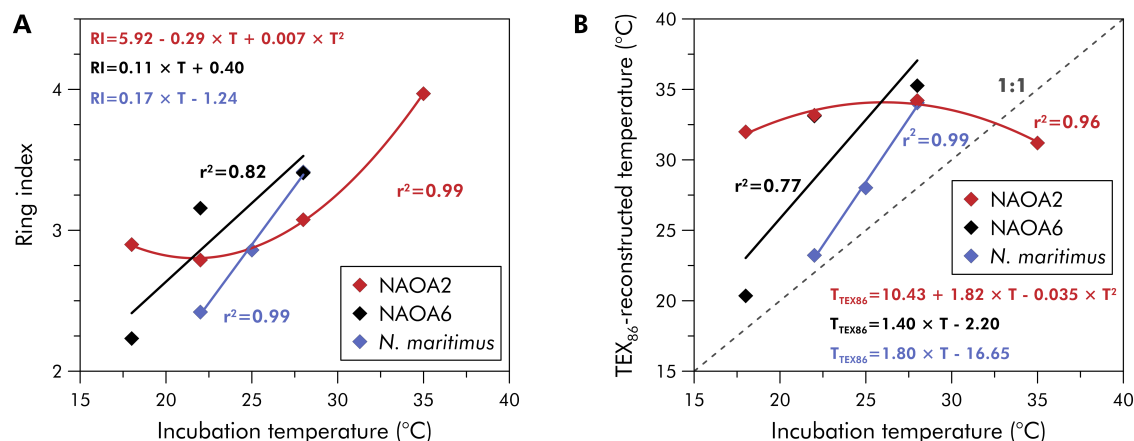 A
RI=5.92 - 0.29 × T + 0.007 × T²
RI=0.11 × T + 0.40
RI=0.17 × T - 1.24
r²=0.82
r²=0.99
r²=0.99
NAOA2
NAOA6
N. maritimus
4
3
2
15 20 25 30 35 40
Ring index
Incubation temperature (°C)
B
1:1
r²=0.96
r²=0.99
r²=0.77
NAOA2
NAOA6
N. maritimus
T_TEX86=10.43 + 1.82 × T - 0.035 × T²
T_TEX86=1.40 × T - 2.20
T_TEX86=1.80 × T - 16.65
40
35
30
25
20
15
15 20 25 30 35 40
TEX₈₆-reconstructed temperature (°C)
Incubation temperature (°C)